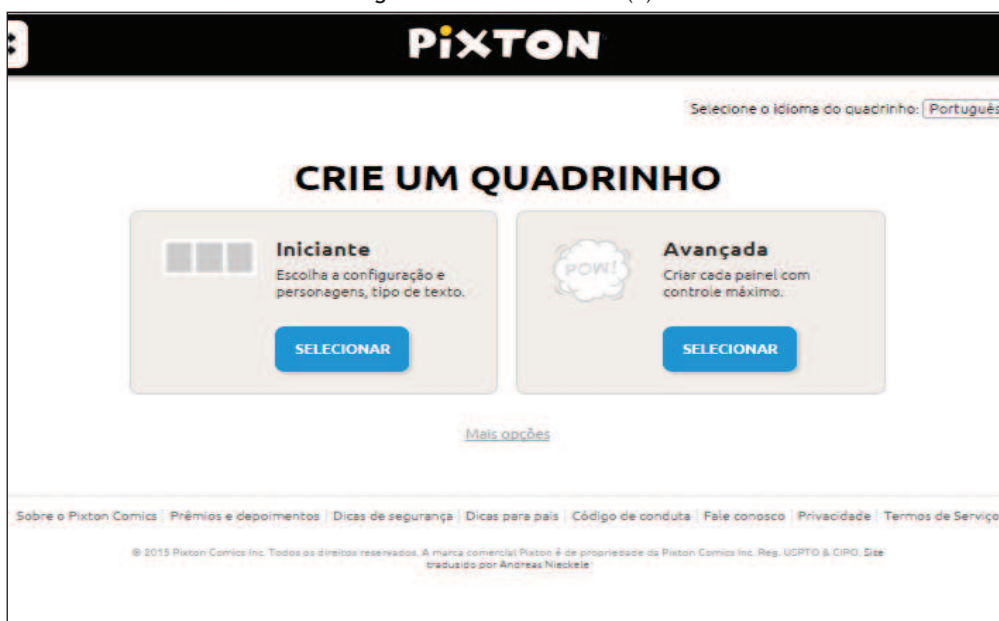 PiXTON
Selecione o idioma do quadrinho: Português
CRIE UM QUADRINHO
Iniciante
Escolha a configuração e
personagens, tipo de texto.
SELECIONAR
POW!
Avançada
Criar cada painel com
controle máximo.
SELECIONAR
Mais opções
Sobre o Pixton Comics Prêmios e depoimentos Dicas de segurança Dicas para pais Código de conduta Fale conosco Privacidade Termos de Serviço
© 2015 Pixton Comics Inc. Todos os direitos reservados. A marca comercial Pixton é de propriedade da Pixton Comics Inc. Reg. USPTO & CIPO. Site
traduzido por Andreas Nieckele